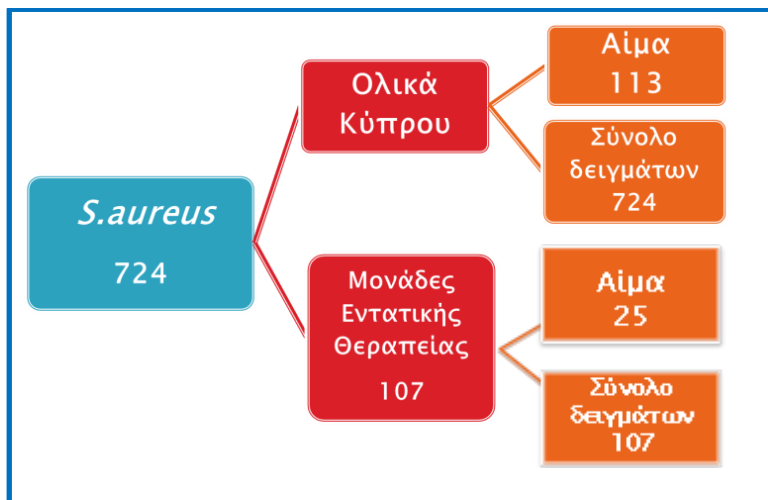 S.aureus
724
Ολικά
Κύπρου
Αίμα
113
Σύνολο
δειγμάτων
724
Μονάδες
Εντατικής
Θεραπείας
107
Αίμα
25
Σύνολο
δειγμάτων
107